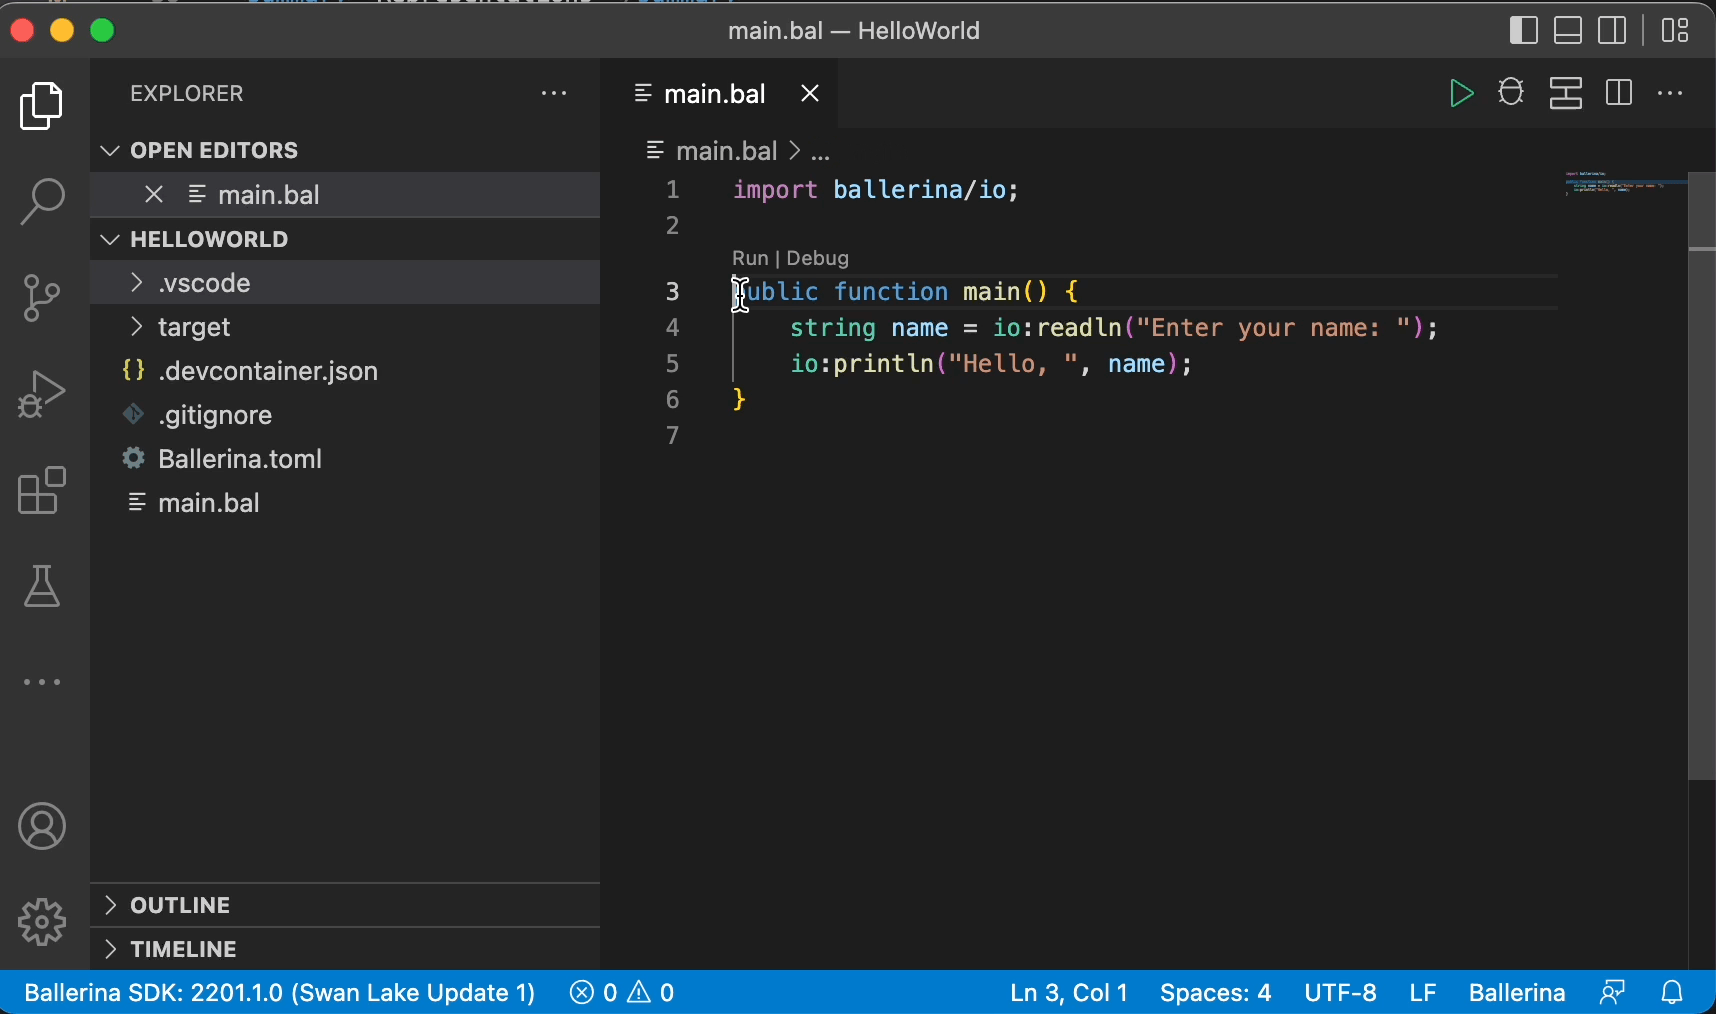 main.bal — HelloWorld
EXPLORER
OPEN EDITORS
main.bal
HELLOWORLD
.vscode
target
.devcontainer.json
.gitignore
Ballerina.toml
main.bal
OUTLINE
TIMELINE
main.bal
main.bal > ...
1 import ballerina/io;
2
Run | Debug
3 public function main() {
4     string name = io:readln("Enter your name: ");
5     io:println("Hello, ", name);
6 }
7
Ballerina SDK: 2201.1.0 (Swan Lake Update 1) 0 0 Ln 3, Col 1 Spaces: 4 UTF-8 LF Ballerina